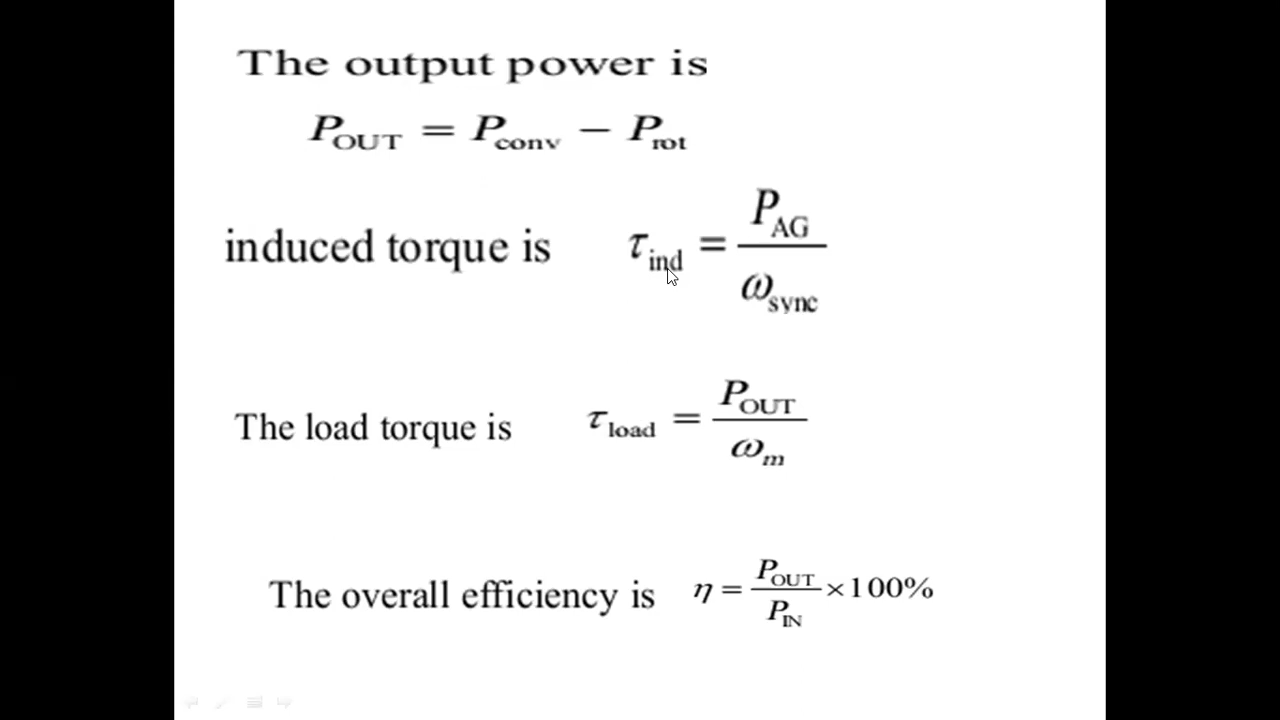 The output power is
P_OUT = P_conv − P_rot
induced torque is τ_ind = P_AG / ω_sync
The load torque is τ_load = P_OUT / ω_m
The overall efficiency is η = P_OUT / P_IN × 100%